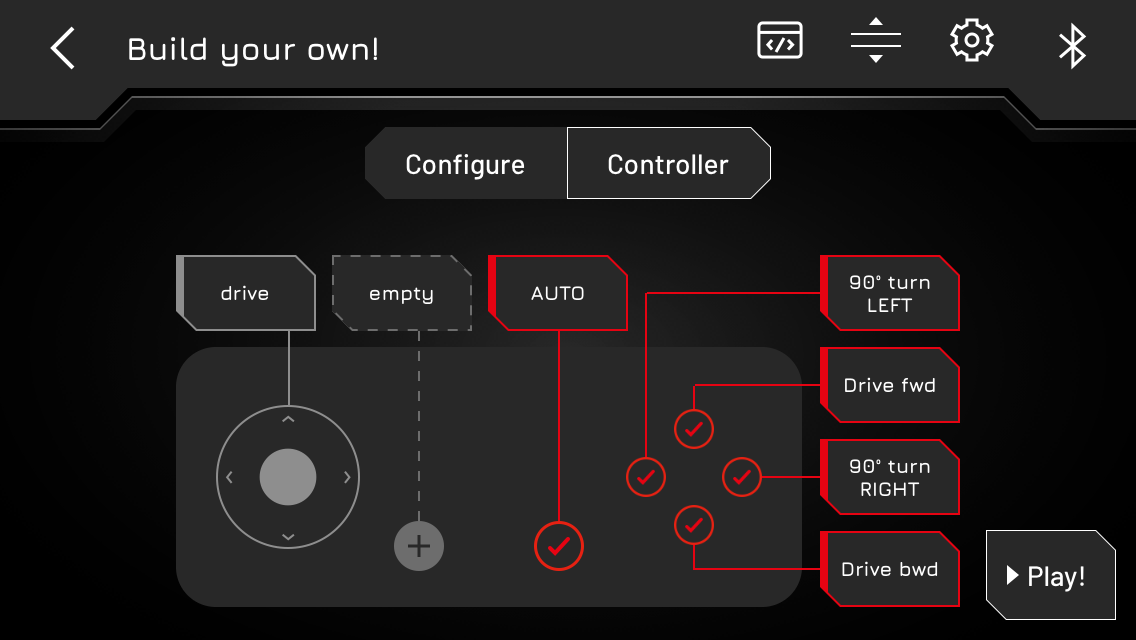 Build your own!
Configure
Controller
drive
empty
AUTO
90° turn
LEFT
Drive fwd
90° turn
RIGHT
Drive bwd
Play!